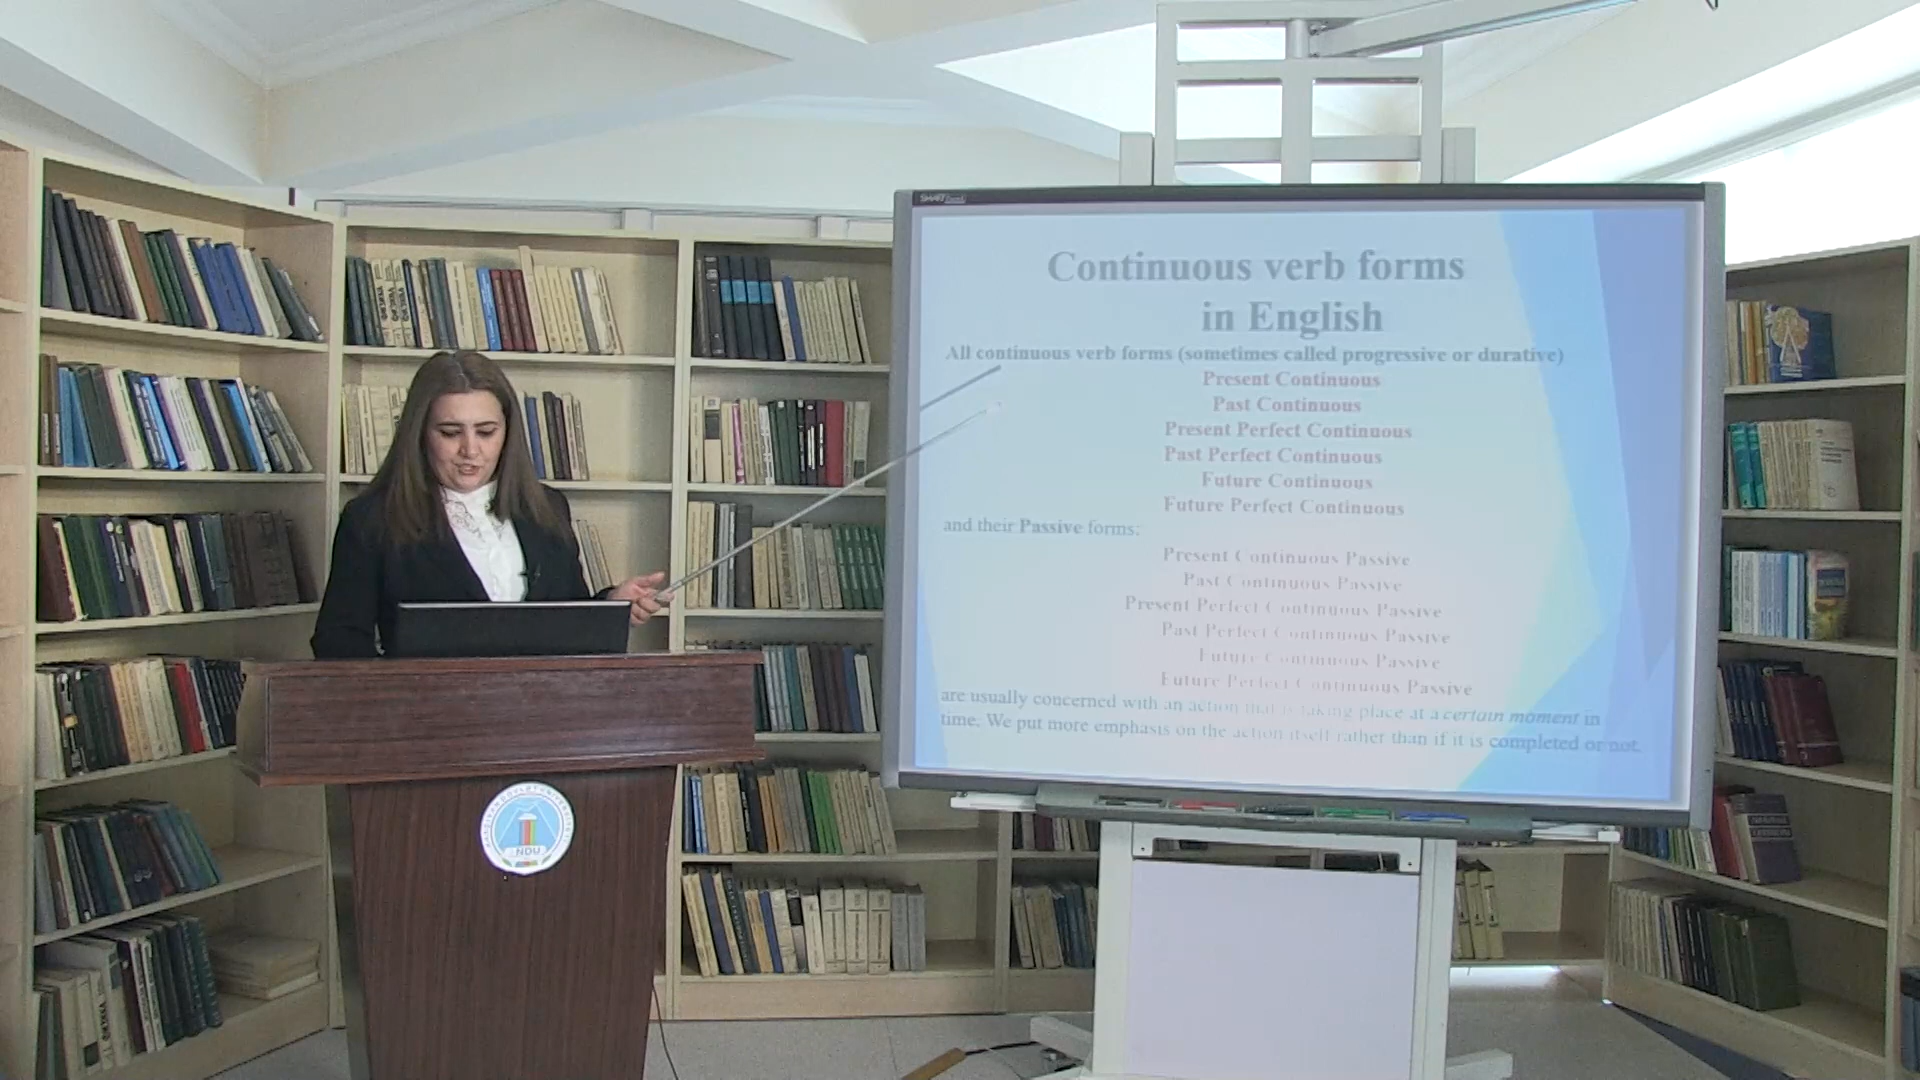 SMART Board
Continuous verb forms
in English
All continuous verb forms (sometimes called progressive or durative)
Present Continuous
Past Continuous
Present Perfect Continuous
Past Perfect Continuous
Future Continuous
Future Perfect Continuous
and their Passive forms:
Present Continuous Passive
Past Continuous Passive
Present Perfect Continuous Passive
Past Perfect Continuous Passive
Future Continuous Passive
Future Perfect Continuous Passive
are usually concerned with an action that is taking place at a certain moment in
time. We put more emphasis on the action itself rather than if it is completed or not.
NDU